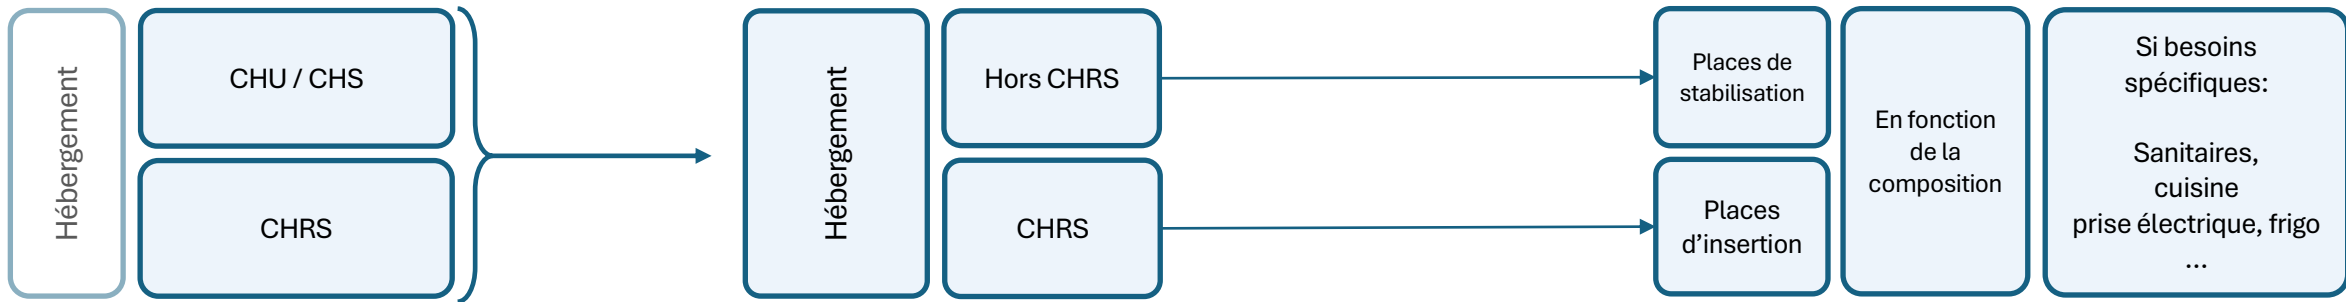 Hébergement
CHU / CHS
CHRS
Hébergement
Hors CHRS
CHRS
Places de
stabilisation
Places
d’insertion
En fonction
de la
composition
Si besoins
spécifiques:
Sanitaires,
cuisine
prise électrique, frigo
...